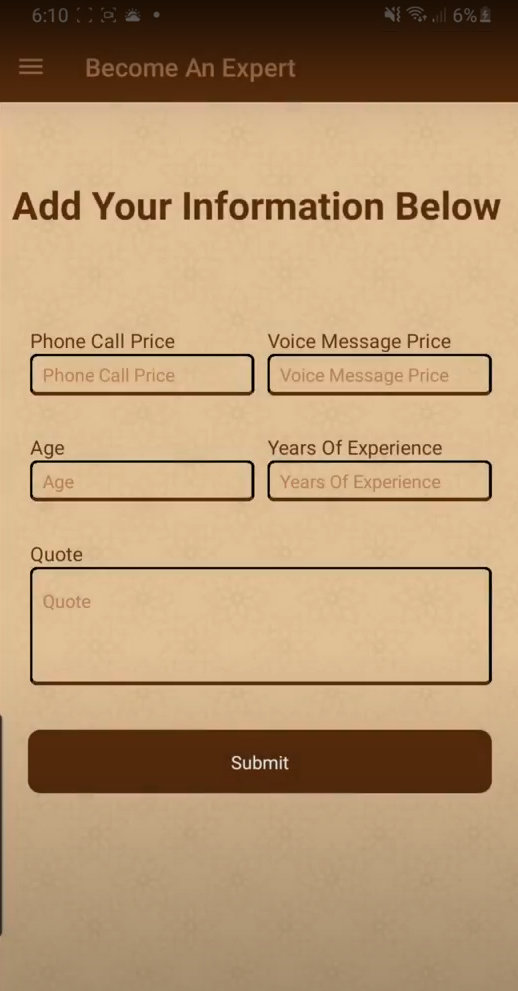 6:10 6%
Become An Expert
Add Your Information Below
Phone Call Price Voice Message Price
Phone Call Price Voice Message Price
Age Years Of Experience
Age Years Of Experience
Quote
Quote
Submit